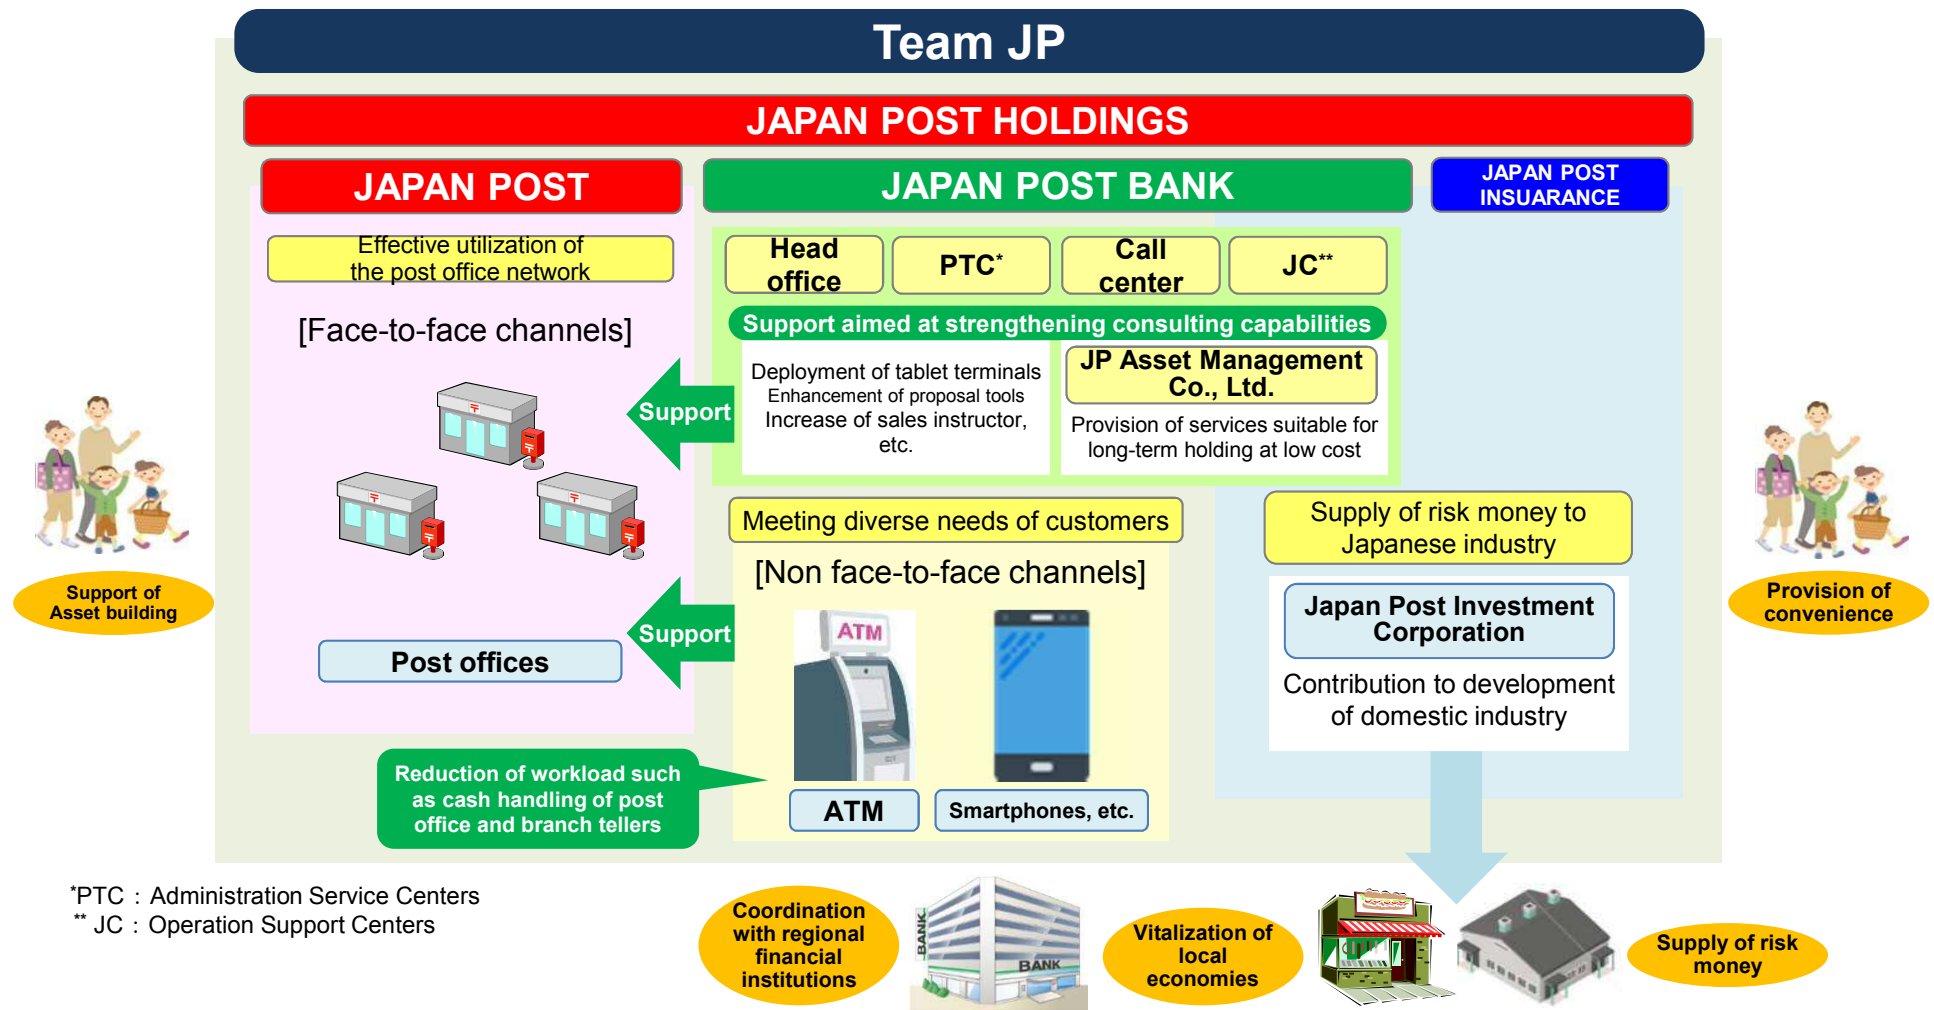 Team JP
JAPAN POST HOLDINGS
JAPAN POST
JAPAN POST BANK
JAPAN POST
INSUARANCE
Effective utilization of
the post office network
[Face-to-face channels]
Head
office
PTC*
Call
center
JC**
Support aimed at strengthening consulting capabilities
Support
Deployment of tablet terminals
Enhancement of proposal tools
Increase of sales instructor,
etc.
JP Asset Management
Co., Ltd.
Provision of services suitable for
long-term holding at low cost
Meeting diverse needs of customers
[Non face-to-face channels]
Supply of risk money to
Japanese industry
Japan Post Investment
Corporation
Contribution to development
of domestic industry
Support of
Asset building
Provision of
convenience
Support
Post offices
ATM
ATM
Smartphones, etc.
Reduction of workload such
as cash handling of post
office and branch tellers
*PTC : Administration Service Centers
** JC : Operation Support Centers
Coordination
with regional
financial
institutions
BANK
BANK
Vitalization of
local
economies
Supply of risk
money